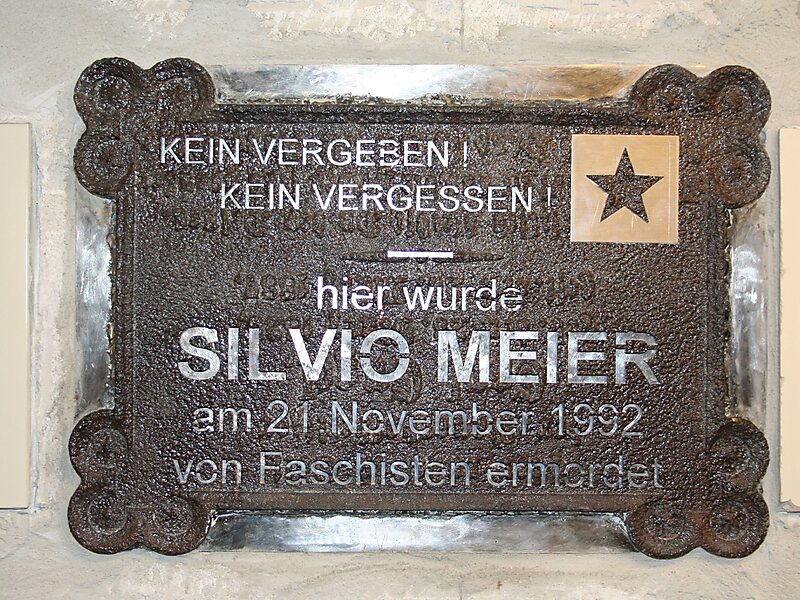 KEIN VERGEBEN !
KEIN VERGESSEN !
hier wurde
SILVIO MEIER
am 21 November 1992
von Faschisten ermordet